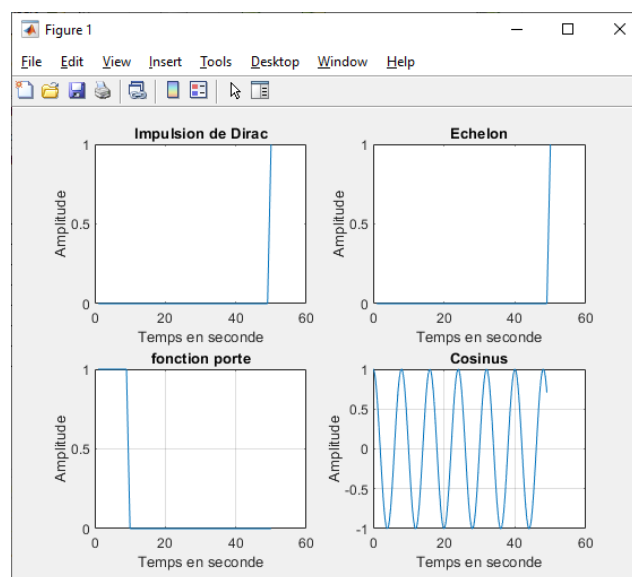 Figure 1
File Edit View Insert Tools Desktop Window Help
Impulsion de Dirac
1
0.5
0
Amplitude
0 20 40 60
Temps en seconde
Echelon
1
0.5
0
Amplitude
0 20 40 60
Temps en seconde
fonction porte
1
0.5
0
Amplitude
0 20 40 60
Temps en seconde
Cosinus
1
0.5
0
-0.5
-1
Amplitude
0 20 40 60
Temps en seconde